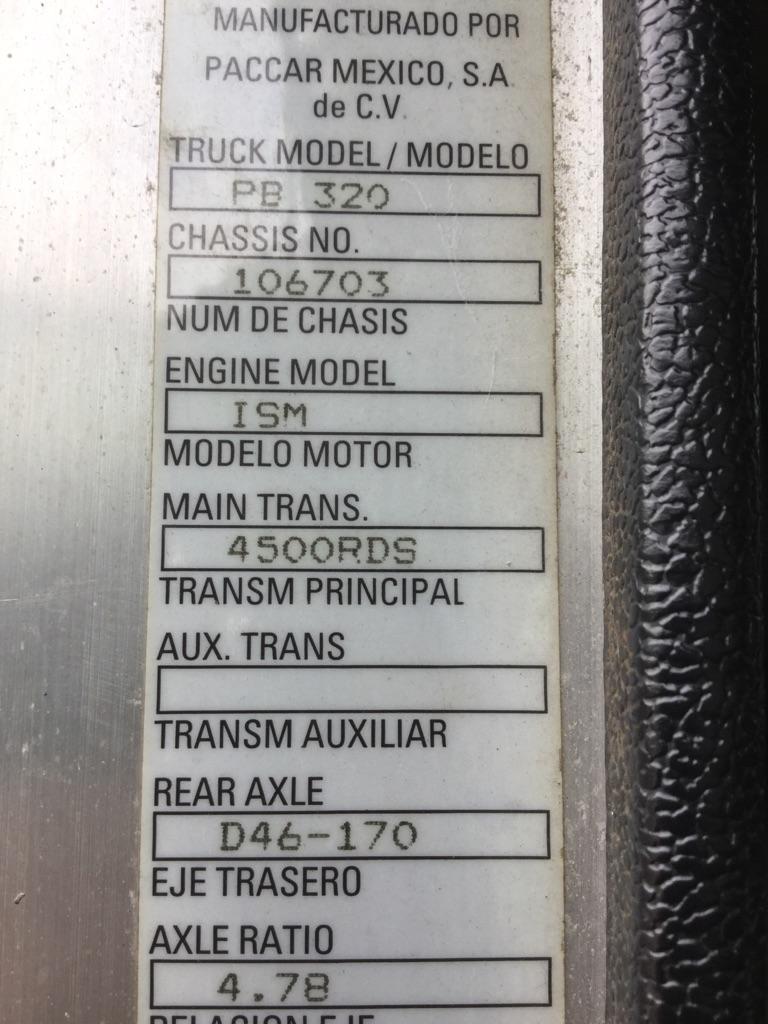 MANUFACTURADO POR
PACCAR MEXICO, S.A.
de C.V.
TRUCK MODEL / MODELO
PB 320
CHASSIS NO.
106703
NUM DE CHASIS
ENGINE MODEL
ISM
MODELO MOTOR
MAIN TRANS.
4500RDS
TRANSM PRINCIPAL
AUX. TRANS
TRANSM AUXILIAR
REAR AXLE
D46-170
EJE TRASERO
AXLE RATIO
4.78
RELACION EJE